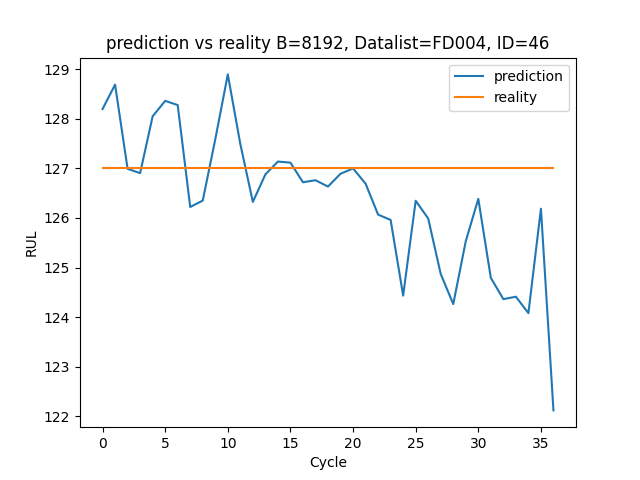 prediction vs reality B=8192, Datalist=FD004, ID=46
prediction
reality
129
128
127
126
125
124
123
122
RUL
0 5 10 15 20 25 30 35
Cycle